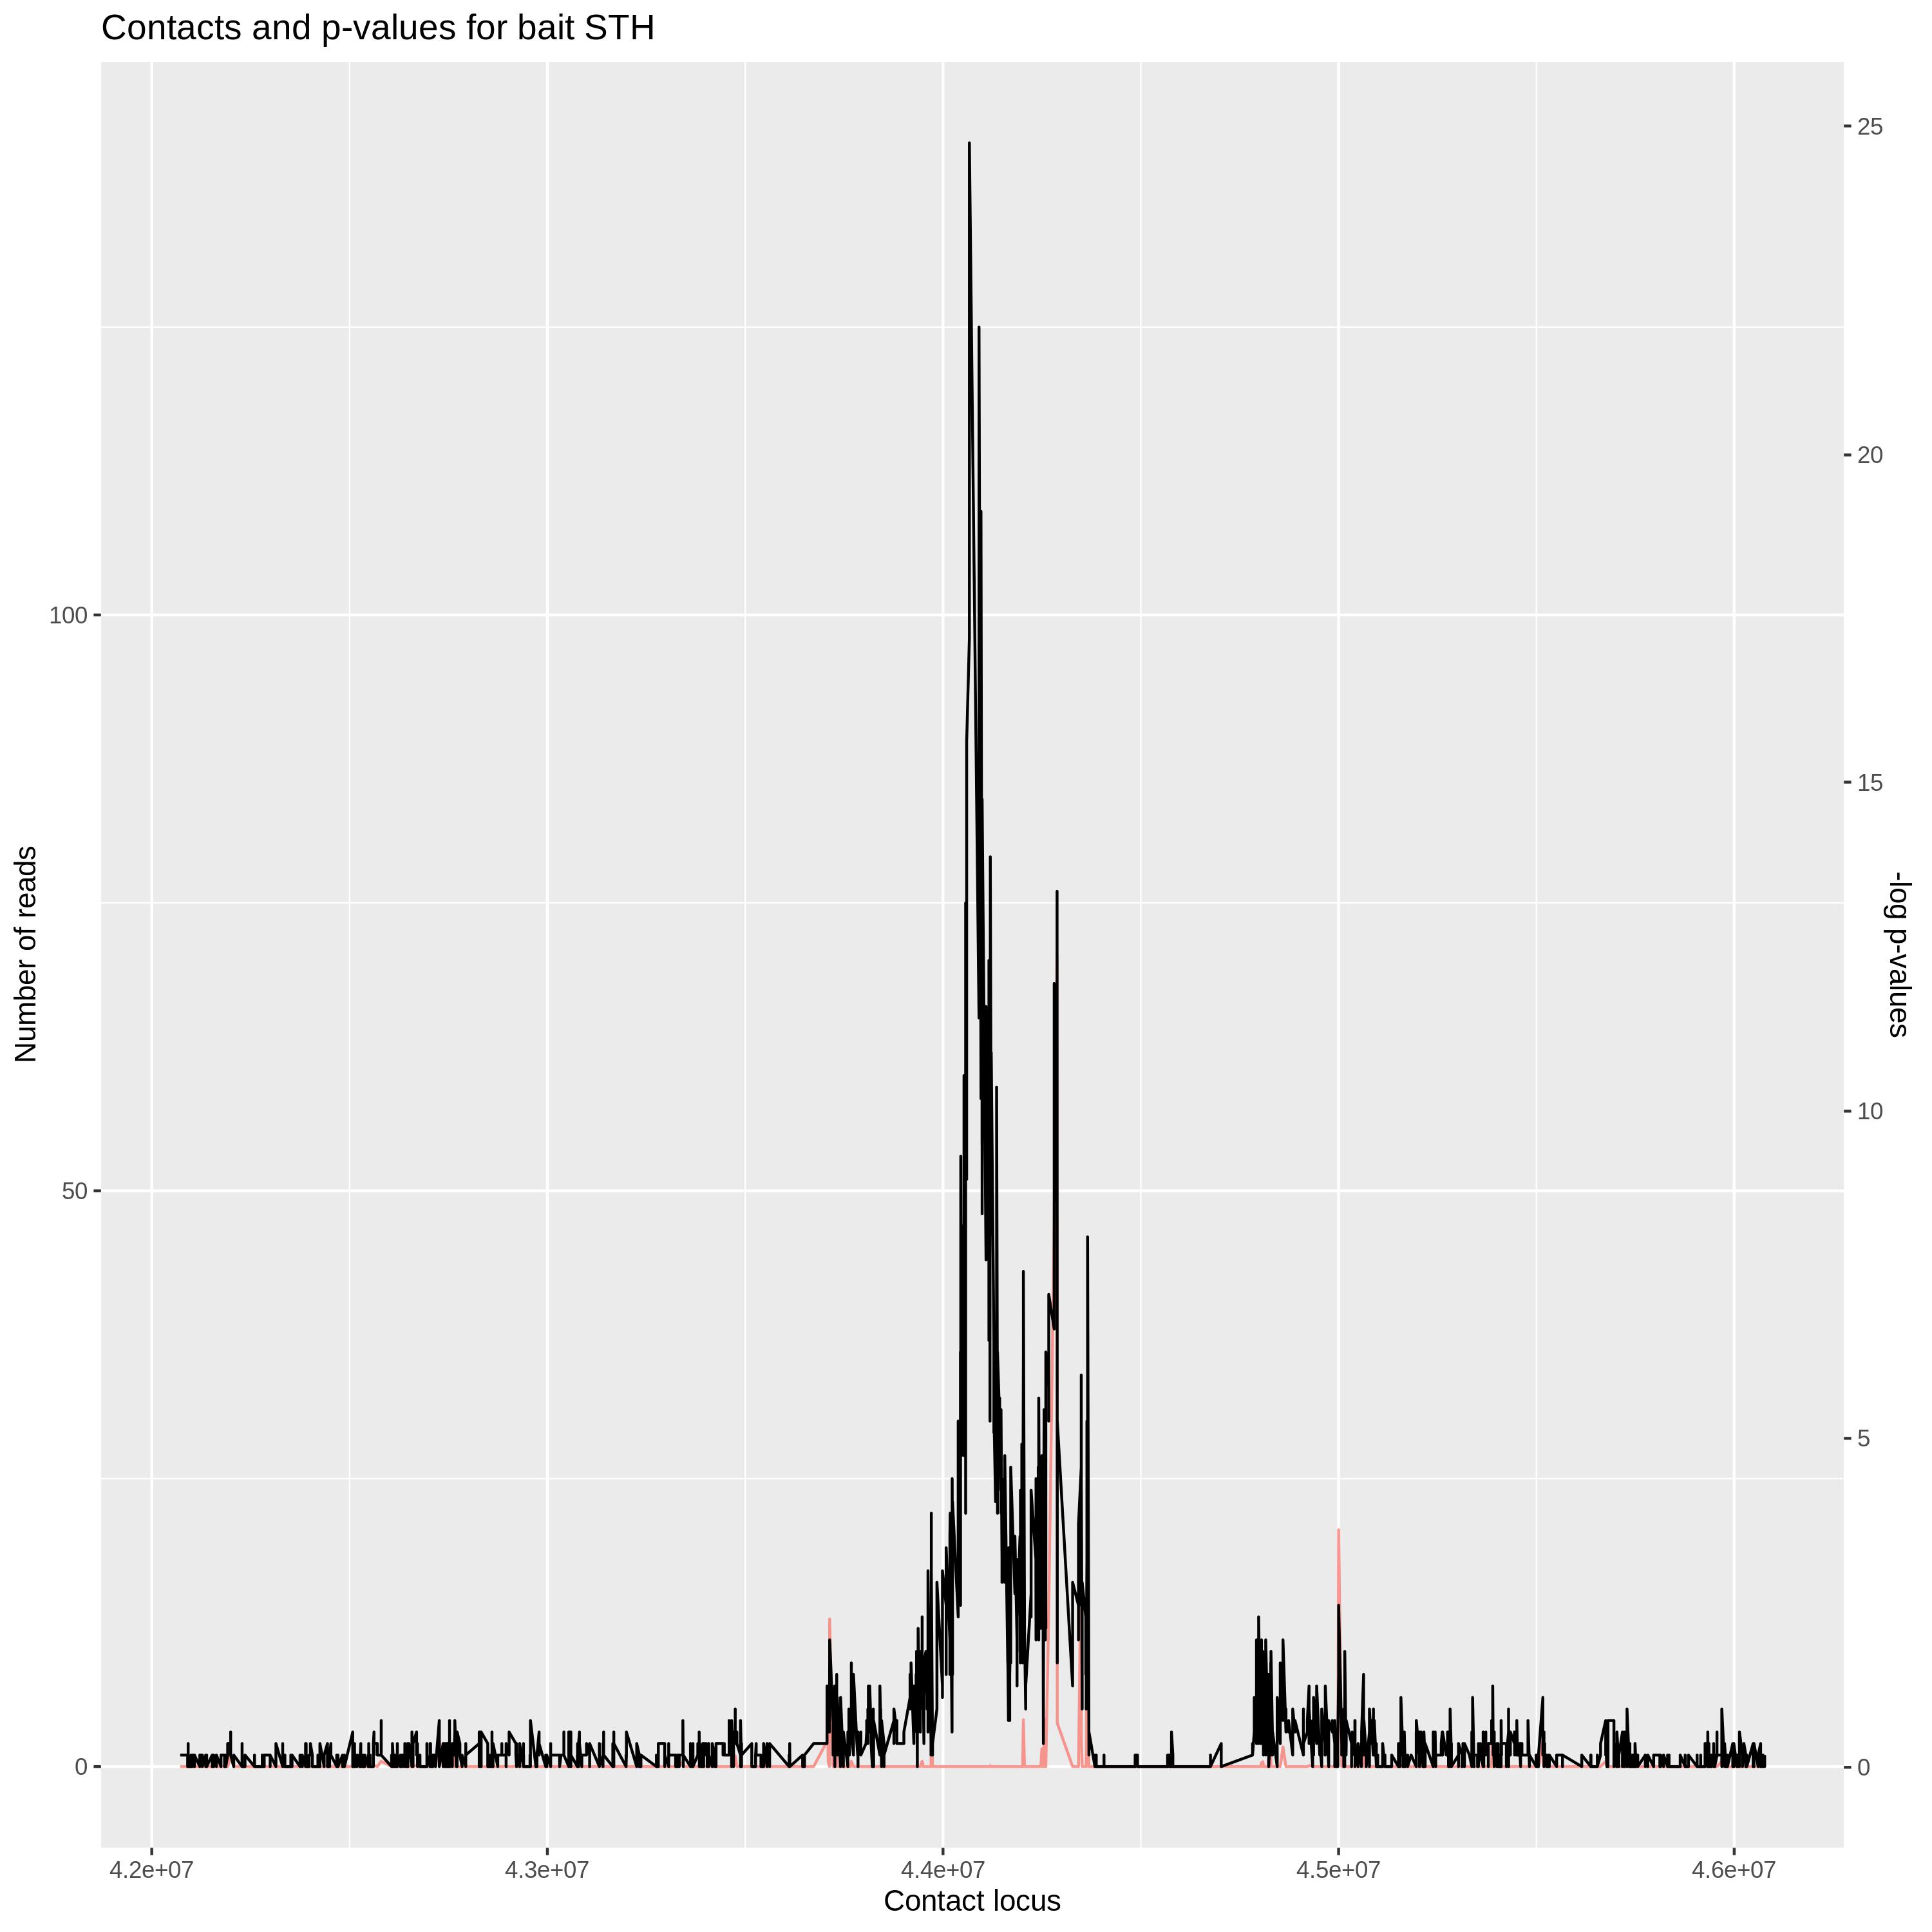 Contacts and p-values for bait STH
25
20
15
10
5
0
100
50
0
Number of reads
-log p-values
4.2e+07
4.3e+07
4.4e+07
4.5e+07
4.6e+07
Contact locus